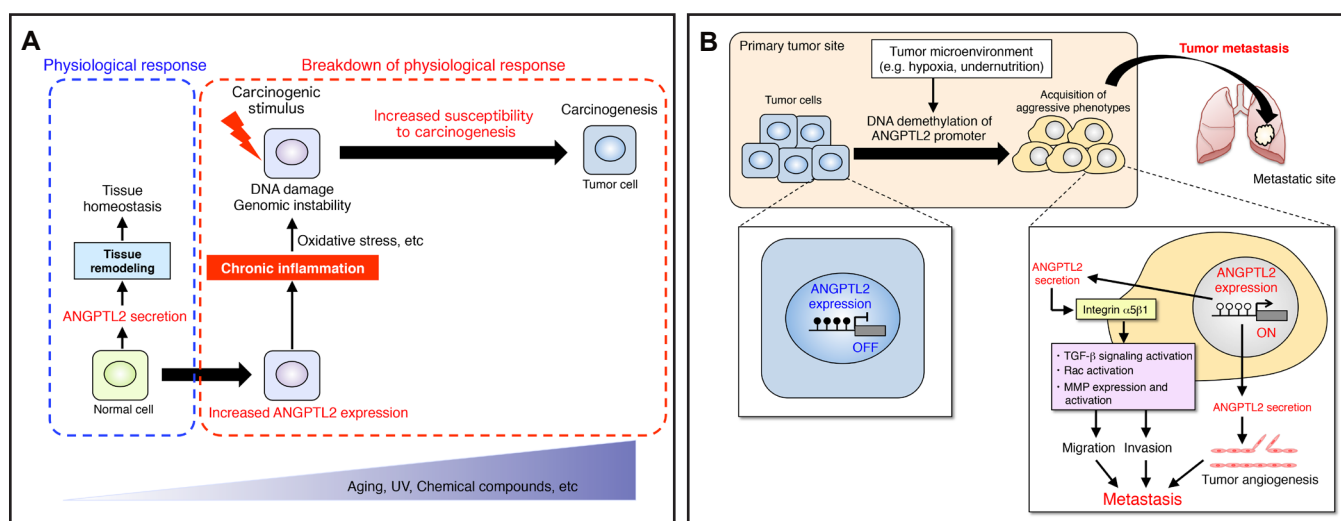 A
Physiological response
Breakdown of physiological response
Carcinogenic
stimulus
Increased susceptibility
to carcinogenesis
Carcinogenesis
Tumor cell
DNA damage
Genomic instability
Tissue
homeostasis
Oxidative stress, etc
Tissue
remodeling
Chronic inflammation
ANGPTL2 secretion
Normal cell
Increased ANGPTL2 expression
Aging, UV, Chemical compounds, etc
B
Primary tumor site
Tumor microenvironment
(e.g. hypoxia, undernutrition)
Tumor metastasis
Tumor cells
Acquisition of
aggressive phenotypes
DNA demethylation of
ANGPTL2 promoter
Metastatic site
ANGPTL2
expression
OFF
ANGPTL2
secretion
ANGPTL2
expression
Integrin α5β1
ON
・TGF-β signaling activation
・Rac activation
・MMP expression and
activation
ANGPTL2 secretion
Migration
Invasion
Tumor angiogenesis
Metastasis